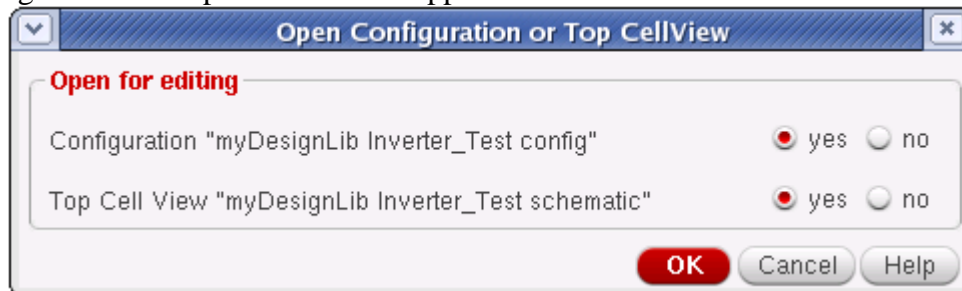 Open Configuration or Top CellView
Open for editing
Configuration "myDesignLib Inverter_Test config" yes no
Top Cell View "myDesignLib Inverter_Test schematic" yes no
OK Cancel Help